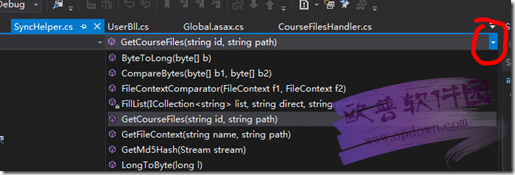 SyncHelper.cs UserBll.cs Global.asax.cs CourseFilesHandler.cs
GetCourseFiles(string id, string path)
ByteToLong(byte[] b)
CompareBytes(byte[] b1, byte[] b2)
FileContextComparator(FileContext f1, FileContext f2)
FillList(ICollection<string> list, string direct, string
GetCourseFiles(string id, string path)
GetFileContext(string name, string path)
GetMd5Hash(Stream stream)
LongToByte(long l)
欧普软件园
www.opdown.com